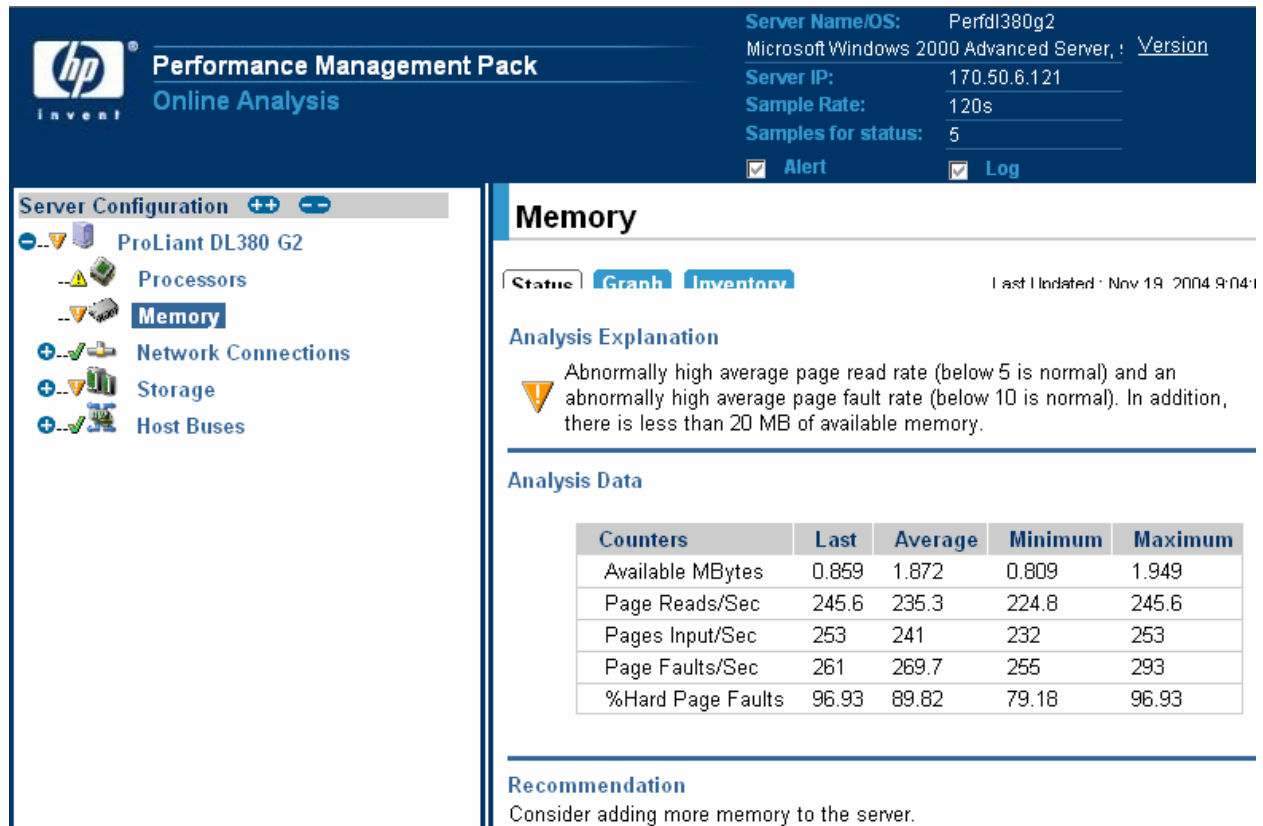 Server Name/OS: Perfdl380g2
Microsoft Windows 2000 Advanced Server, Version
Server IP: 170.50.6.121
Sample Rate: 120s
Samples for status: 5
Alert Log
hp
invent
Performance Management Pack
Online Analysis
Server Configuration
ProLiant DL380 G2
Processors
Memory
Network Connections
Storage
Host Buses
Memory
Status Graph Inventory Last Updated : Nov 19, 2004 9:04:
Analysis Explanation
Abnormally high average page read rate (below 5 is normal) and an
abnormally high average page fault rate (below 10 is normal). In addition,
there is less than 20 MB of available memory.
Analysis Data
Counters Last Average Minimum Maximum
Available MBytes 0.859 1.872 0.809 1.949
Page Reads/Sec 245.6 235.3 224.8 245.6
Pages Input/Sec 253 241 232 253
Page Faults/Sec 261 269.7 255 293
%Hard Page Faults 96.93 89.82 79.18 96.93
Recommendation
Consider adding more memory to the server.